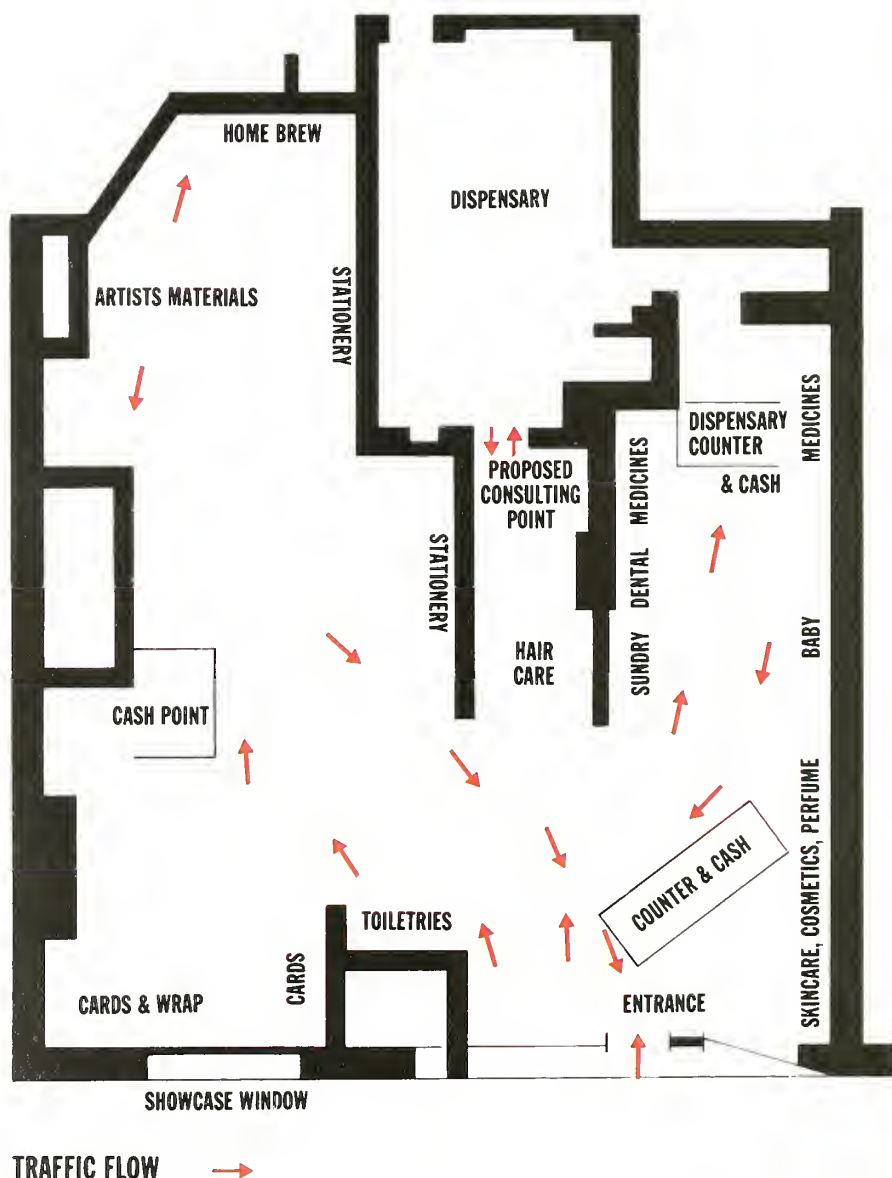 HOME BREW
DISPENSARY
ARTISTS MATERIALS
STATIONERY
MEDICINES
DISPENSARY
COUNTER
& CASH
PROPOSED
CONSULTING
POINT
STATIONERY
SUNDRY DENTAL MEDICINES
HAIR
CARE
BABY
CASH POINT
SKINCARE, COSMETICS, PERFUME
COUNTER & CASH
TOILETRIES
CARDS
CARDS & WRAP
ENTRANCE
SHOWCASE WINDOW
TRAFFIC FLOW